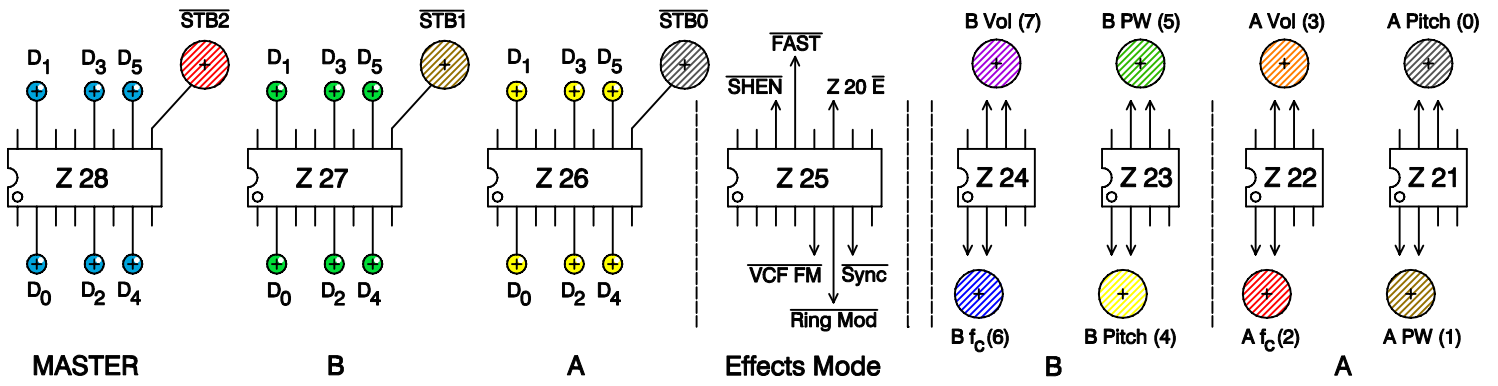 STB2 STB1 STB0
B Vol (7) B PW (5) A Vol (3) A Pitch (0)
FAST
D1 D3 D5 D1 D3 D5 D1 D3 D5
SHEN Z 20 E
Z 28 Z 27 Z 26 Z 25 Z 24 Z 23 Z 22 Z 21
VCF FM Sync
D0 D2 D4 D0 D2 D4 D0 D2 D4
Ring Mod
B fC(6) B Pitch (4) A fC(2) A PW (1)
MASTER B A Effects Mode B A